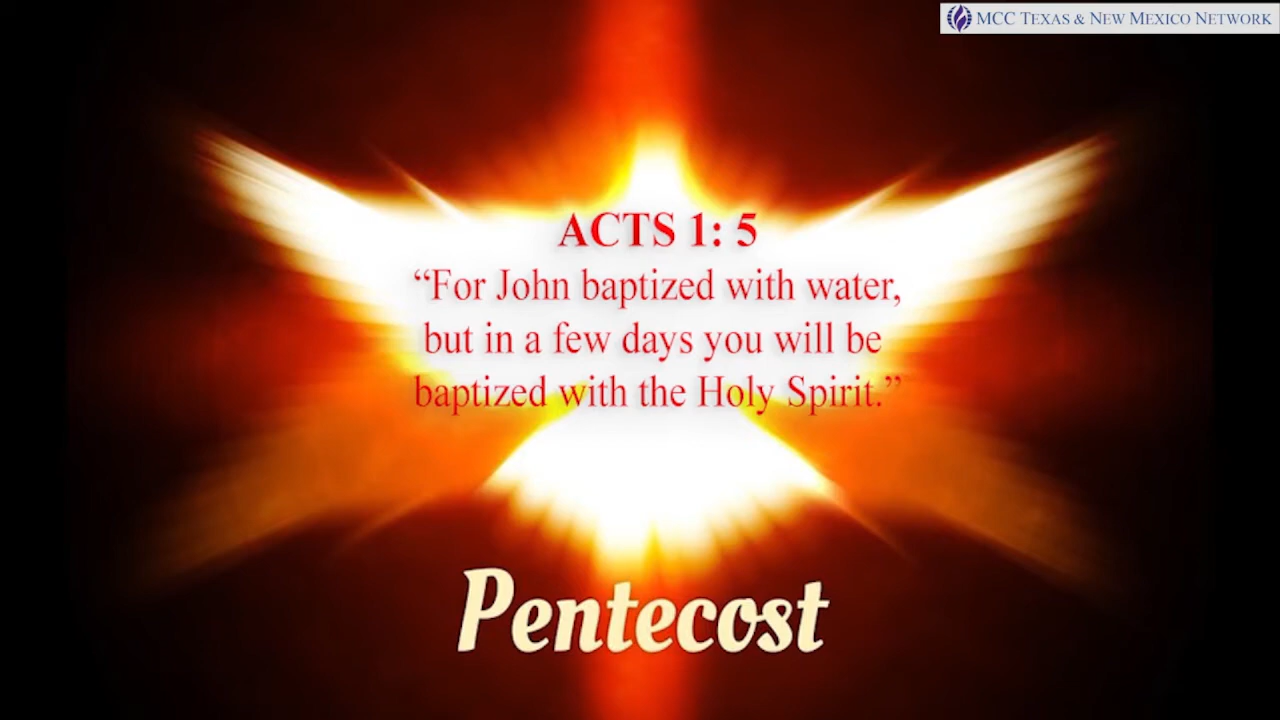 MCC TEXAS & NEW MEXICO NETWORK
ACTS 1: 5
“For John baptized with water,
but in a few days you will be
baptized with the Holy Spirit.”
Pentecost